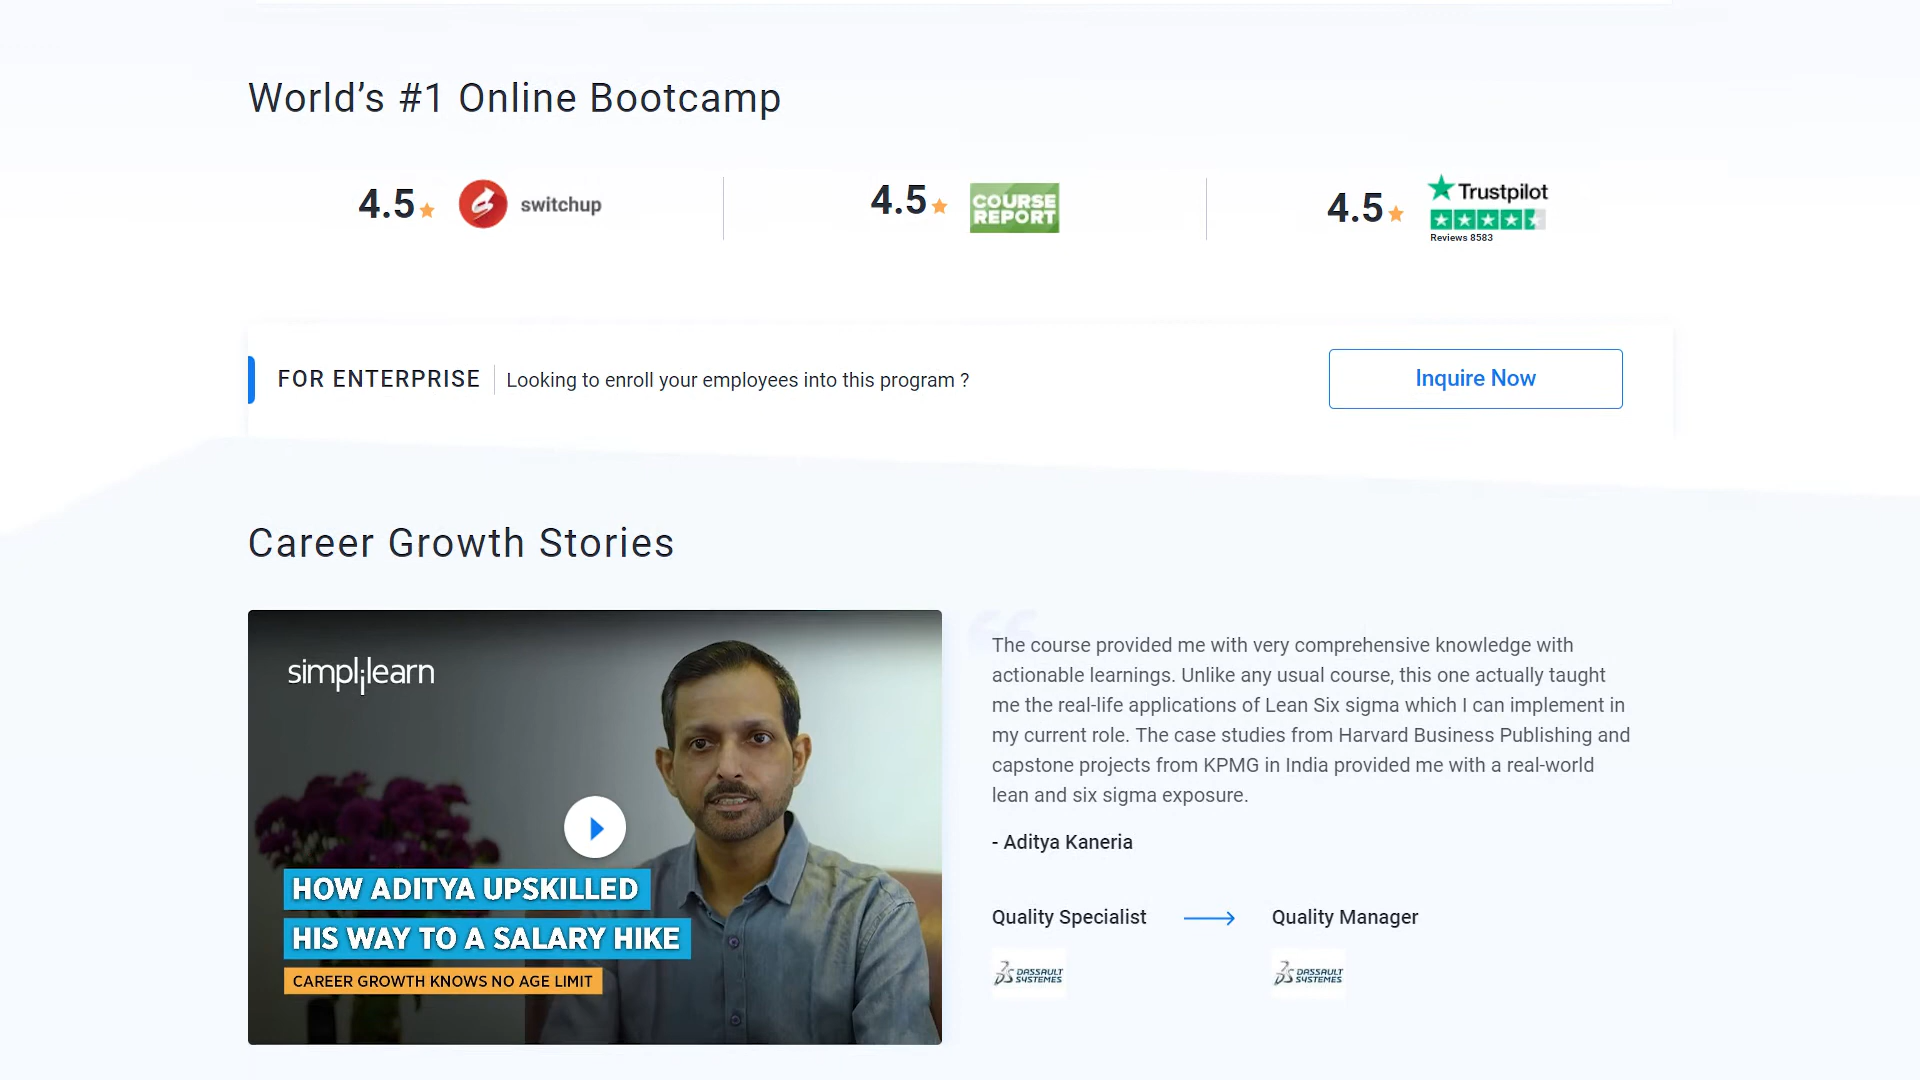 World’s #1 Online Bootcamp
4.5 switchup
4.5 COURSE REPORT
4.5 Trustpilot
Reviews 8583
FOR ENTERPRISE Looking to enroll your employees into this program ?
Inquire Now
Career Growth Stories
simplilearn
HOW ADITYA UPSKILLED
HIS WAY TO A SALARY HIKE
CAREER GROWTH KNOWS NO AGE LIMIT
The course provided me with very comprehensive knowledge with
actionable learnings. Unlike any usual course, this one actually taught
me the real-life applications of Lean Six sigma which I can implement in
my current role. The case studies from Harvard Business Publishing and
capstone projects from KPMG in India provided me with a real-world
lean and six sigma exposure.
- Aditya Kaneria
Quality Specialist Quality Manager
DASSAULT SYSTEMES DASSAULT SYSTEMES